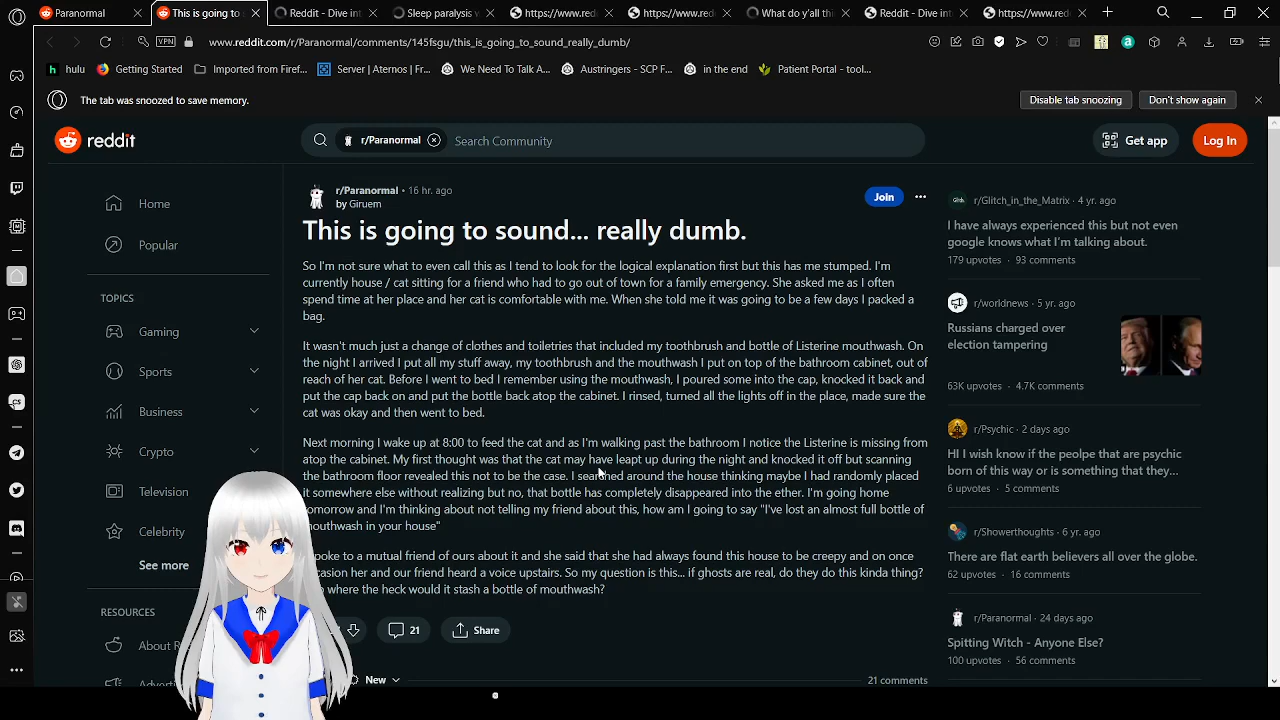 Paranormal
This is going to
Reddit - Dive int
Sleep paralysis v
https://www.redd
https://www.redd
What do y'all thi
Reddit - Dive int
https://www.redd
VPN
www.reddit.com/r/Paranormal/comments/145fsgu/this_is_going_to_sound_really_dumb/
hulu
Getting Started
Imported from Firef...
Server | Aternos | Fr...
We Need To Talk A...
Austringers - SCP F...
in the end
Patient Portal - tool...
The tab was snoozed to save memory.
Disable tab snoozing
Don't show again
reddit
r/Paranormal
Search Community
Get app
Log In
Home
Popular
TOPICS
Gaming
Sports
Business
Crypto
Television
Celebrity
See more
RESOURCES
About Re
Adverti
r/Paranormal • 16 hr. ago
by Giruem
Join
This is going to sound... really dumb.
So I'm not sure what to even call this as I tend to look for the logical explanation first but this has me stumped. I'm
currently house / cat sitting for a friend who had to go out of town for a family emergency. She asked me as I often
spend time at her place and her cat is comfortable with me. When she told me it was going to be a few days I packed a
bag.
It wasn't much just a change of clothes and toiletries that included my toothbrush and bottle of Listerine mouthwash. On
the night I arrived I put all my stuff away, my toothbrush and the mouthwash I put on top of the bathroom cabinet, out of
reach of her cat. Before I went to bed I remember using the mouthwash, I poured some into the cap, knocked it back and
put the cap back on and put the bottle back atop the cabinet. I rinsed, turned all the lights off in the place, made sure the
cat was okay and then went to bed.
Next morning I wake up at 8:00 to feed the cat and as I'm walking past the bathroom I notice the Listerine is missing from
atop the cabinet. My first thought was that the cat may have leapt up during the night and knocked it off but scanning
the bathroom floor revealed this not to be the case. I searched around the house thinking maybe I had randomly placed
it somewhere else without realizing but no, that bottle has completely disappeared into the ether. I'm going home
tomorrow and I'm thinking about not telling my friend about this, how am I going to say "I've lost an almost full bottle of
mouthwash in your house"
spoke to a mutual friend of ours about it and she said that she had always found this house to be creepy and on once
occasion her and our friend heard a voice upstairs. So my question is this... if ghosts are real, do they do this kinda thing?
where the heck would it stash a bottle of mouthwash?
21
Share
New
21 comments
r/Glitch_in_the_Matrix • 4 yr. ago
I have always experienced this but not even
google knows what I'm talking about.
179 upvotes • 93 comments
r/worldnews • 5 yr. ago
Russians charged over
election tampering
63K upvotes • 4.7K comments
r/Psychic • 2 days ago
HI I wish know if the peolpe that are psychic
born of this way or is something that they...
6 upvotes • 5 comments
r/Showerthoughts • 6 yr. ago
There are flat earth believers all over the globe.
62 upvotes • 16 comments
r/Paranormal • 24 days ago
Spitting Witch - Anyone Else?
100 upvotes • 56 comments